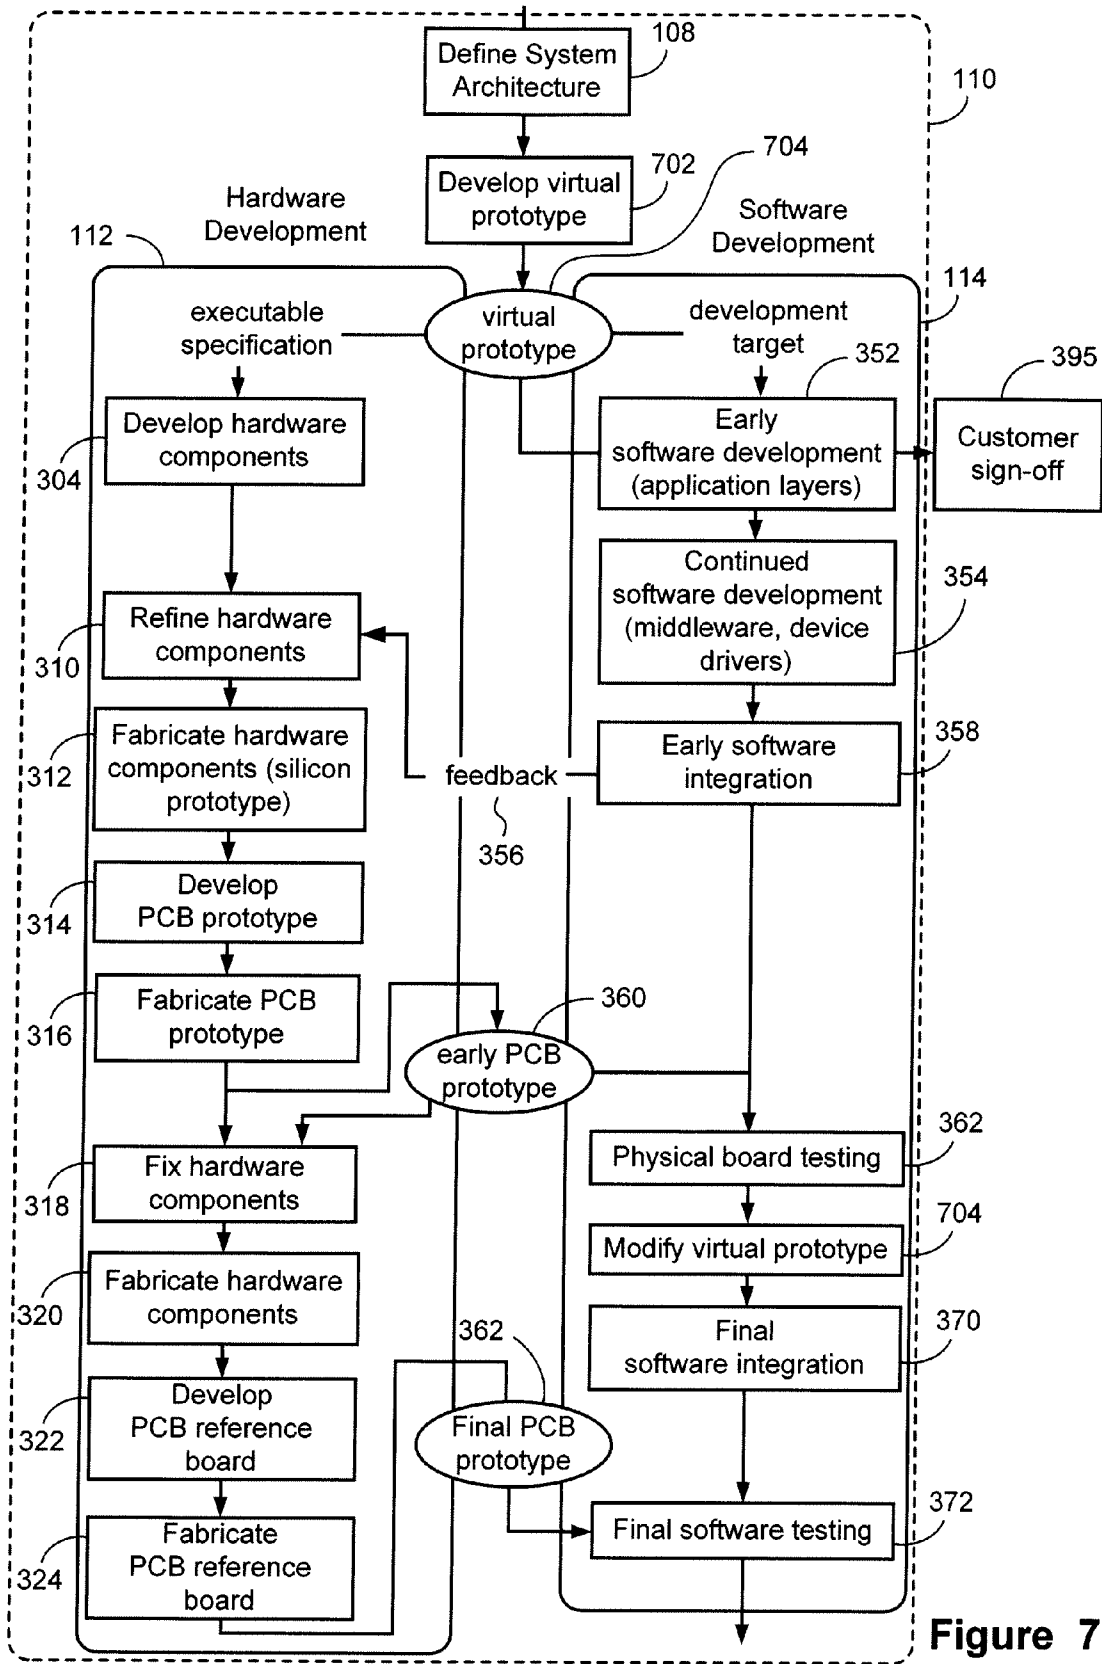 108
Define System
Architecture
110
704
702
Develop virtual
prototype
Hardware
Development
Software
Development
112
114
virtual
prototype
executable
specification
development
target
352
395
Develop hardware
components
304
Early
software development
(application layers)
Customer
sign-off
Continued
software development
(middleware, device
drivers)
354
Refine hardware
components
310
Fabricate hardware
components (silicon
prototype)
312
358
Early software
integration
feedback
356
Develop
PCB prototype
314
Fabricate PCB
prototype
316
360
early PCB
prototype
362
Physical board testing
Fix hardware
components
318
704
Modify virtual prototype
Fabricate hardware
components
320
362
370
Final
software integration
Develop
PCB reference
board
322
Final PCB
prototype
372
Final software testing
Fabricate
PCB reference
board
324
Figure 7